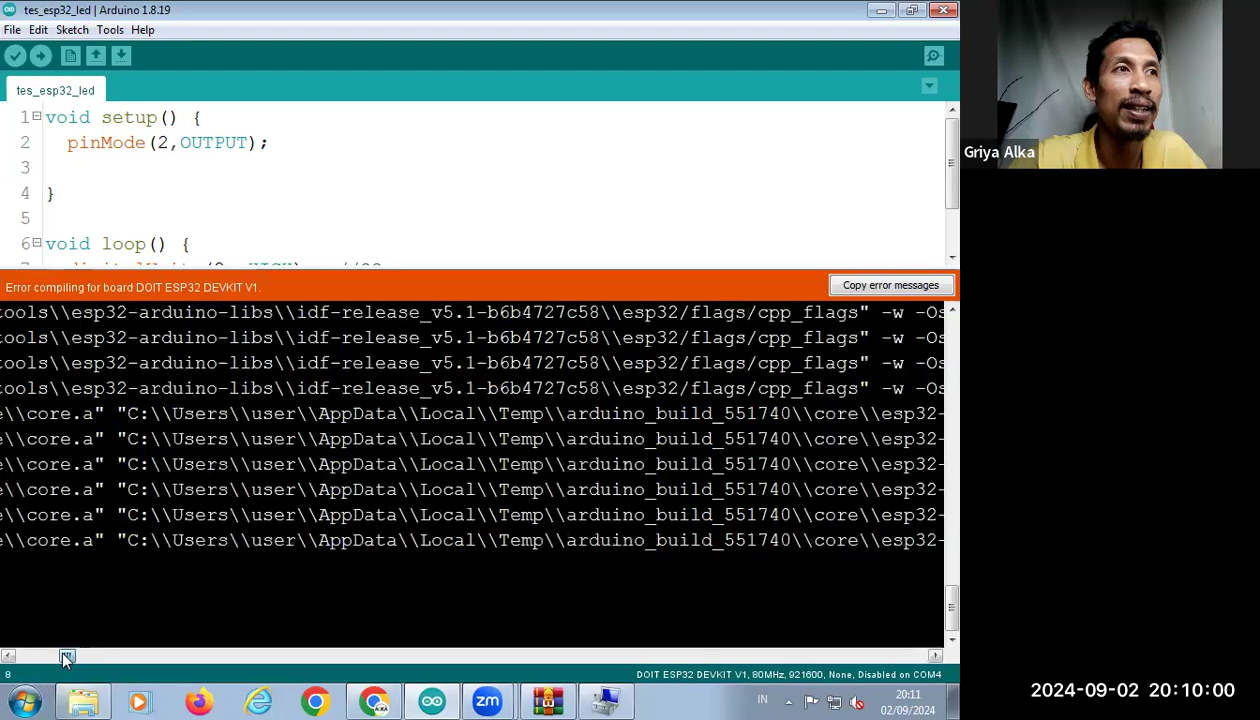 tes_esp32_led | Arduino 1.8.19
File Edit Sketch Tools Help
tes_esp32_led
1 void setup() {
2 pinMode(2,OUTPUT);
3
4 }
5
6 void loop() {
Error compiling for board DOIT ESP32 DEVKIT V1.
Copy error messages
tools\\esp32-arduino-libs\\idf-release_v5.1-b6b4727c58\\esp32/flags/cpp_flags" -w -Os
tools\\esp32-arduino-libs\\idf-release_v5.1-b6b4727c58\\esp32/flags/cpp_flags" -w -Os
tools\\esp32-arduino-libs\\idf-release_v5.1-b6b4727c58\\esp32/flags/cpp_flags" -w -Os
tools\\esp32-arduino-libs\\idf-release_v5.1-b6b4727c58\\esp32/flags/cpp_flags" -w -Os
e\\core.a" "C:\\Users\\user\\AppData\\Local\\Temp\\arduino_build_551740\\core\\esp32-
e\\core.a" "C:\\Users\\user\\AppData\\Local\\Temp\\arduino_build_551740\\core\\esp32-
e\\core.a" "C:\\Users\\user\\AppData\\Local\\Temp\\arduino_build_551740\\core\\esp32-
e\\core.a" "C:\\Users\\user\\AppData\\Local\\Temp\\arduino_build_551740\\core\\esp32-
e\\core.a" "C:\\Users\\user\\AppData\\Local\\Temp\\arduino_build_551740\\core\\esp32-
e\\core.a" "C:\\Users\\user\\AppData\\Local\\Temp\\arduino_build_551740\\core\\esp32-
8
DOIT ESP32 DEVKIT V1, 80MHz, 921600, None, Disabled on COM4
zm
ALKA
IN
20:11
02/09/2024
Griya Alka
2024-09-02 20:10:00